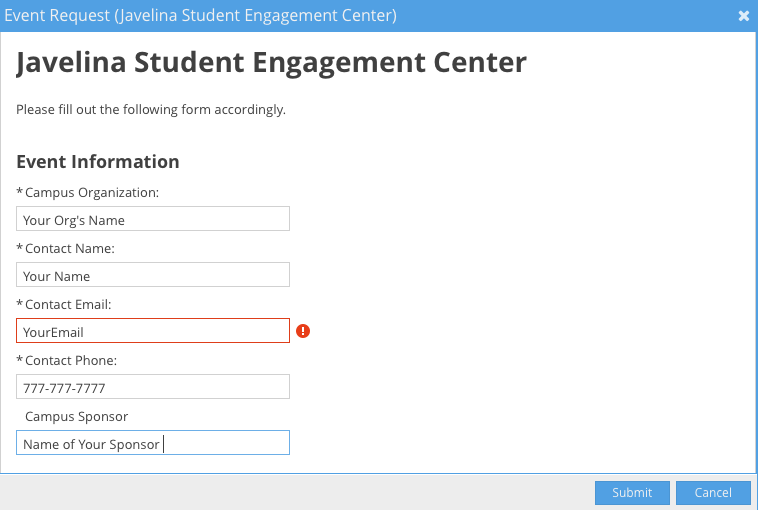 Event Request (Javelina Student Engagement Center)
Javelina Student Engagement Center
Please fill out the following form accordingly.
Event Information
* Campus Organization:
Your Org's Name
* Contact Name:
Your Name
* Contact Email:
YourEmail
* Contact Phone:
777-777-7777
Campus Sponsor
Name of Your Sponsor
Submit Cancel